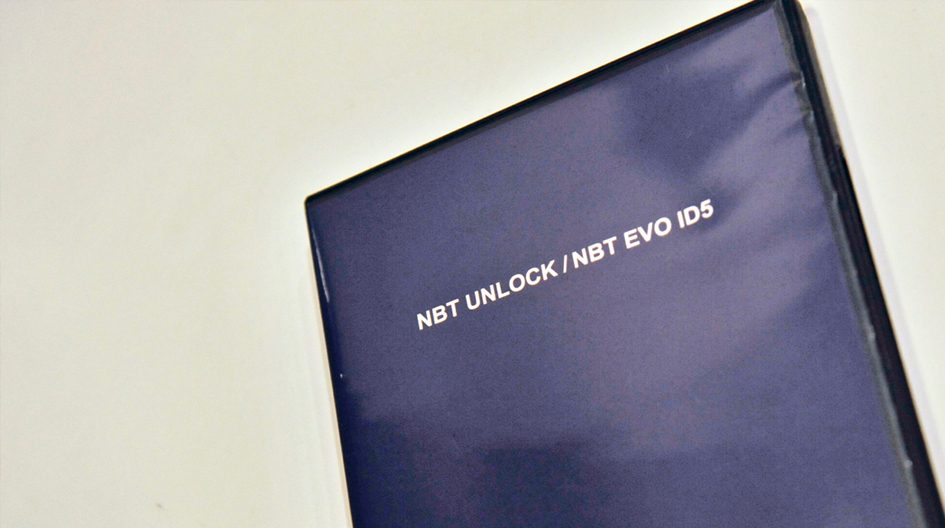 NBT UNLOCK / NBT EVO ID5